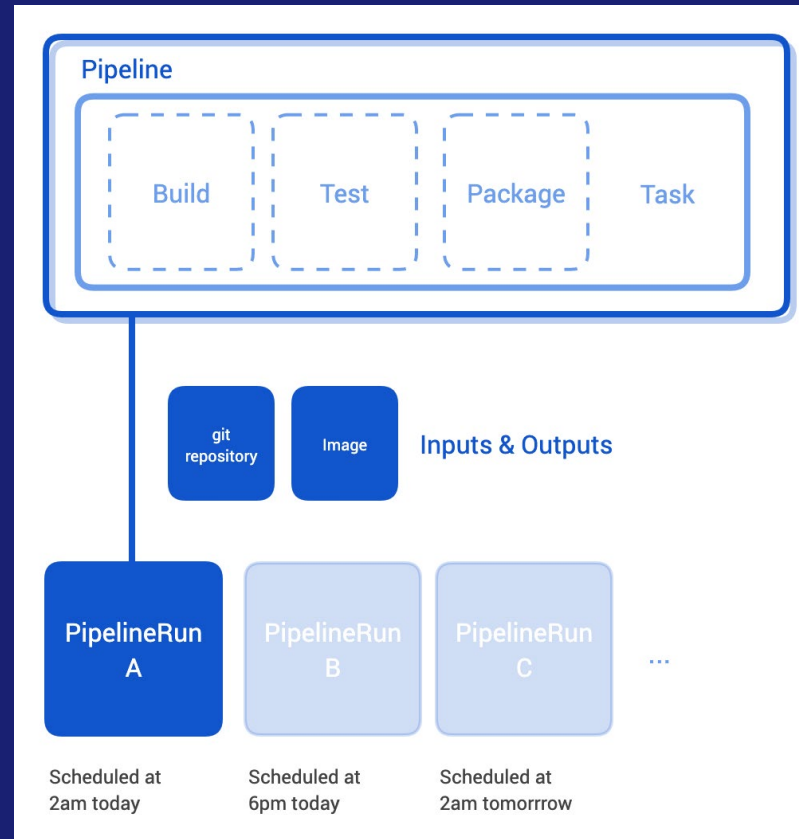 Pipeline
Build
Test
Package
Task
git
repository
Image
Inputs & Outputs
PipelineRun
A
PipelineRun
B
PipelineRun
C
...
Scheduled at
2am today
Scheduled at
6pm today
Scheduled at
2am tomorrrow